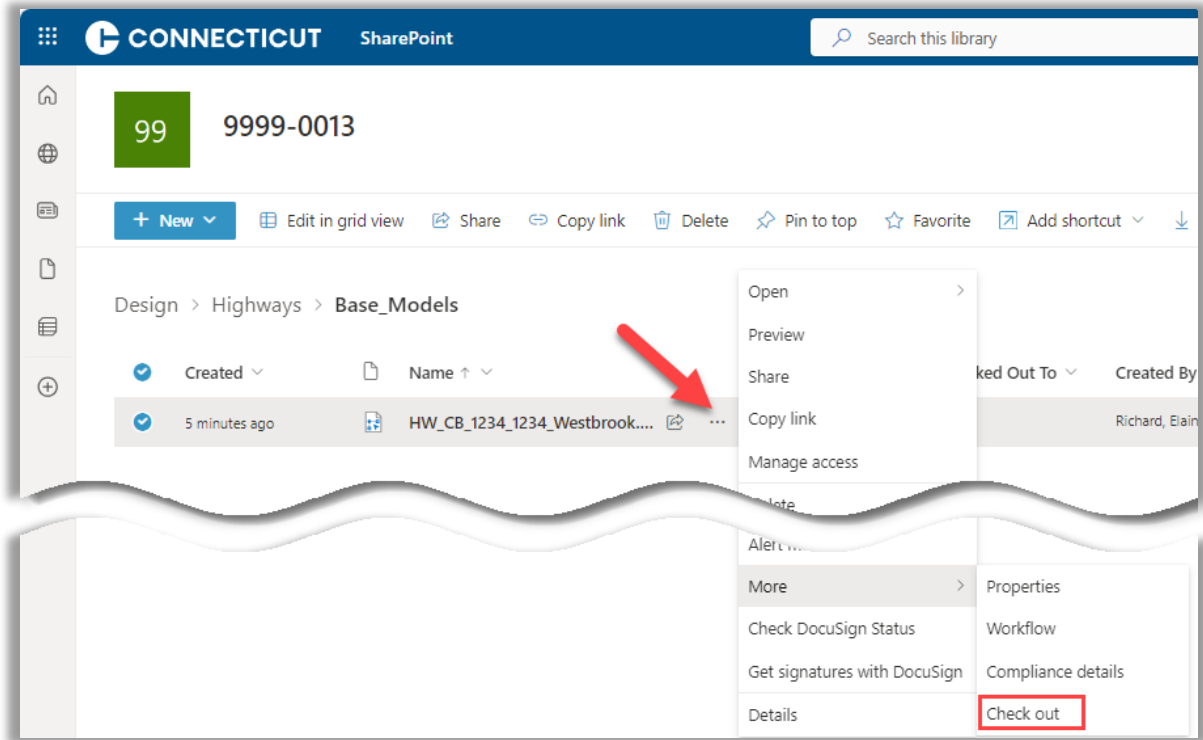 CONNECTICUT SharePoint Search this library
99 9999-0013
+ New Edit in grid view Share Copy link Delete Pin to top Favorite Add shortcut
Design > Highways > Base_Models
Created Name ↑ ked Out To Created By
5 minutes ago HW_CB_1234_1234_Westbrook.... ... Richard, Elain
Open >
Preview
Share
Copy link
Manage access
Alert
More >
Check DocuSign Status
Get signatures with DocuSign
Details
Properties
Workflow
Compliance details
Check out